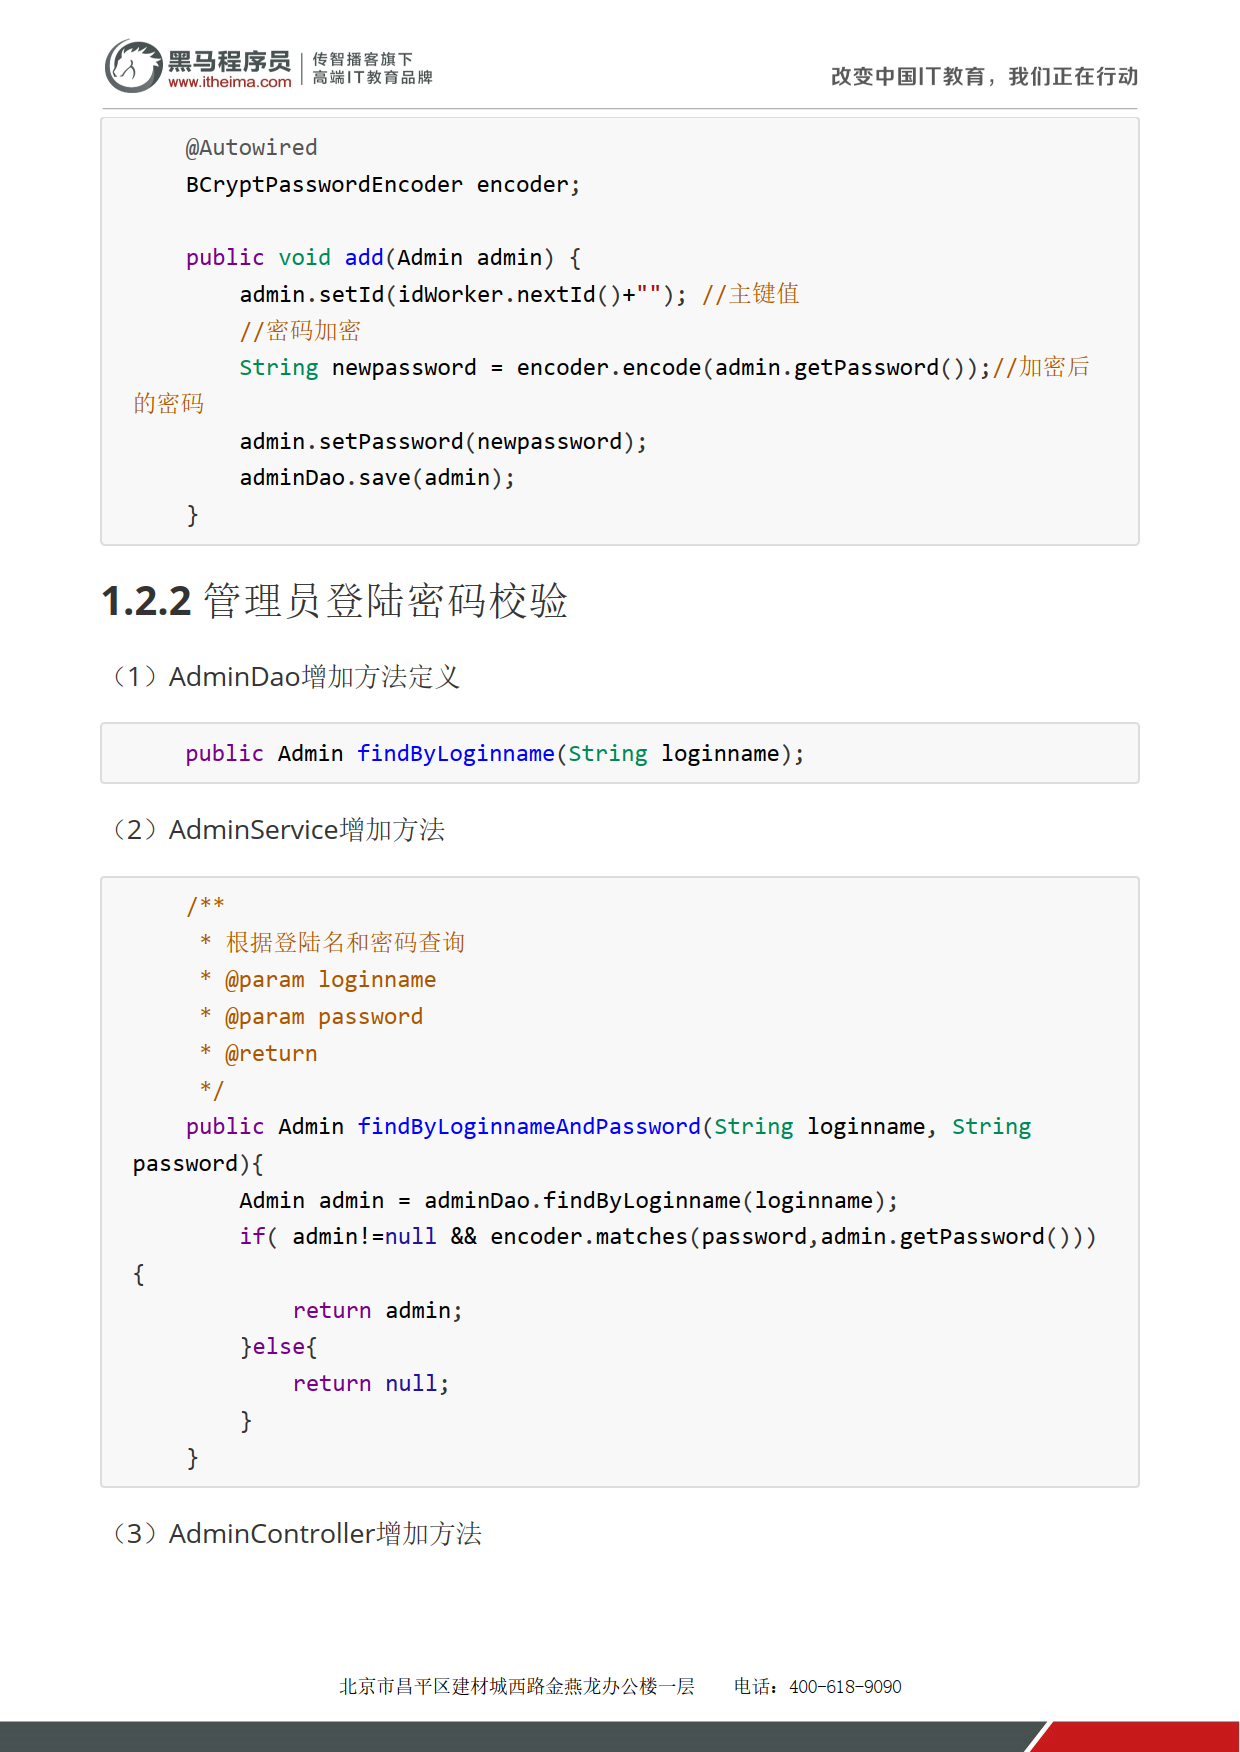 黑马程序员
www.itheima.com
传智播客旗下
高端IT教育品牌
改变中国IT教育，我们正在行动
@Autowired
BCryptPasswordEncoder encoder;
public void add(Admin admin) {
admin.setId(idWorker.nextId()+""); //主键值
//密码加密
String newpassword = encoder.encode(admin.getPassword());//加密后
的密码
admin.setPassword(newpassword);
adminDao.save(admin);
}
1.2.2 管理员登陆密码校验
（1）AdminDao增加方法定义
public Admin findByLoginname(String loginname);
（2）AdminService增加方法
/**
* 根据登陆名和密码查询
* @param loginname
* @param password
* @return
*/
public Admin findByLoginnameAndPassword(String loginname, String
password){
Admin admin = adminDao.findByLoginname(loginname);
if( admin!=null && encoder.matches(password,admin.getPassword()))
{
return admin;
}else{
return null;
}
}
（3）AdminController增加方法
北京市昌平区建材城西路金燕龙办公楼一层 电话：400-618-9090